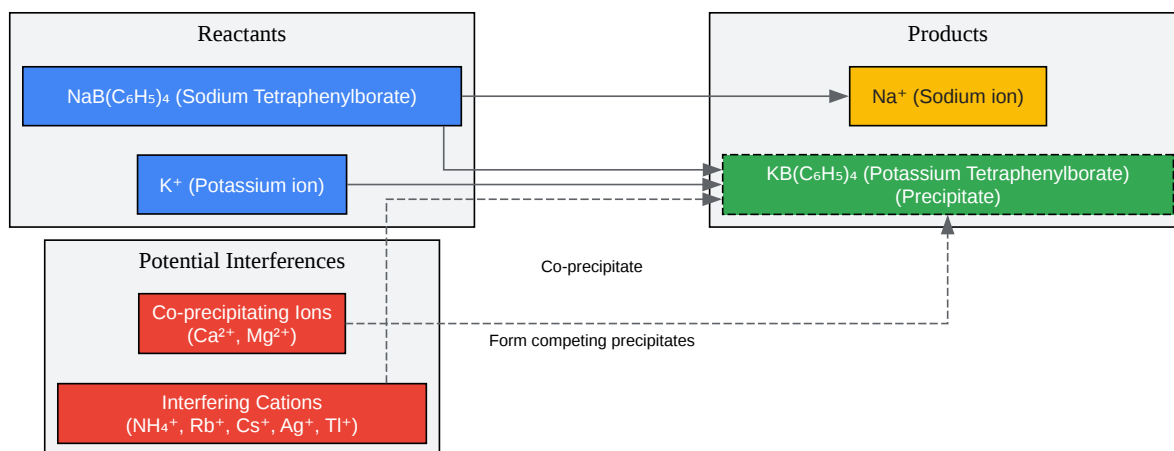 Reactants
NaB(C₆H₅)₄ (Sodium Tetraphenylborate)
K⁺ (Potassium ion)
Products
Na⁺ (Sodium ion)
KB(C₆H₅)₄ (Potassium Tetraphenylborate)
(Precipitate)
Potential Interferences
Co-precipitating Ions
(Ca²⁺, Mg²⁺)
Interfering Cations
(NH₄⁺, Rb⁺, Cs⁺, Ag⁺, Tl⁺)
Co-precipitate
Form competing precipitates